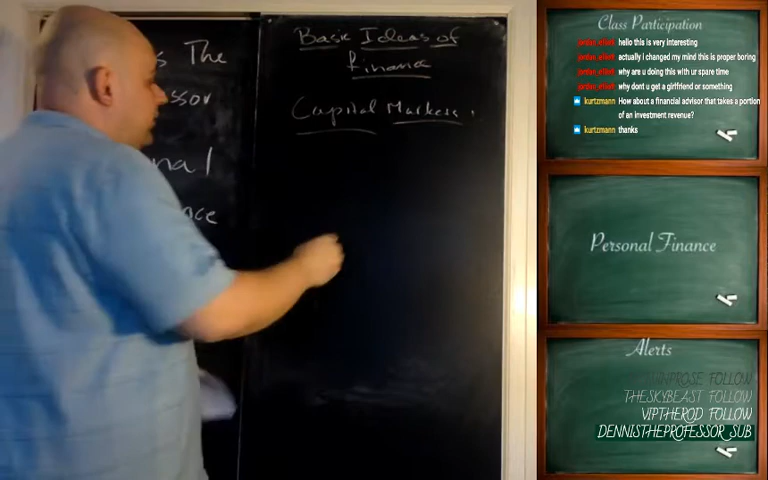 s The
ssor
nal
nce
Basic Ideas of
Finance
Capital Markets.
Class Participation
hello this is very interesting
actually I changed my mind this is proper boring
why are u doing this with ur spare time
why dont u get a girlfriend or something
kurtzmann How about a financial advisor that takes a portion
of an investment revenue?
kurtzmann thanks
Personal Finance
Alerts
FOLLOW
THESKYBEAST FOLLOW
VIPTHEROD FOLLOW
DENNISTHEPROFESSOR_SUB